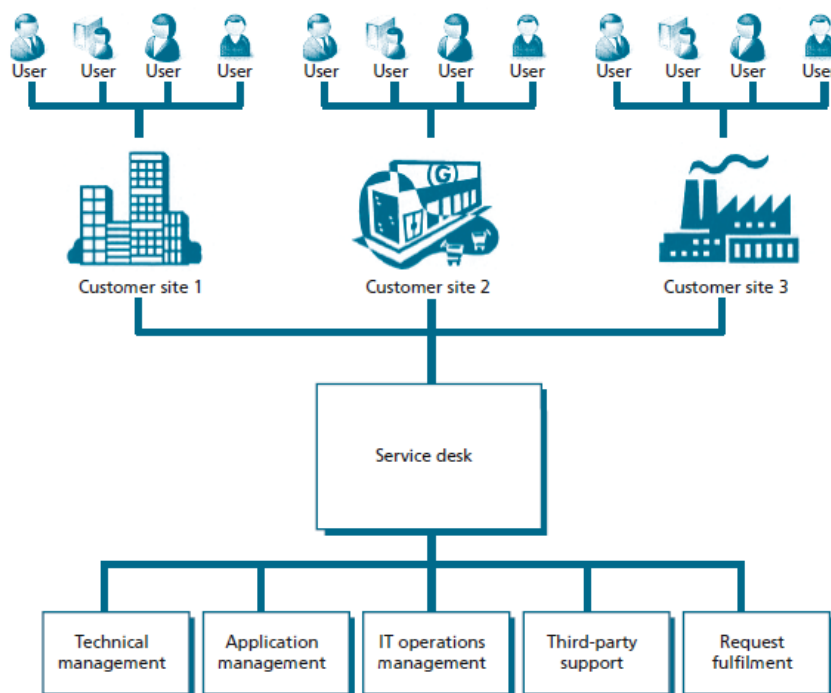 User User User User User User User User User User User Use
G
Customer site 1 Customer site 2 Customer site 3
Service desk
Technical management
Application management
IT operations management
Third-party support
Request fulfilment